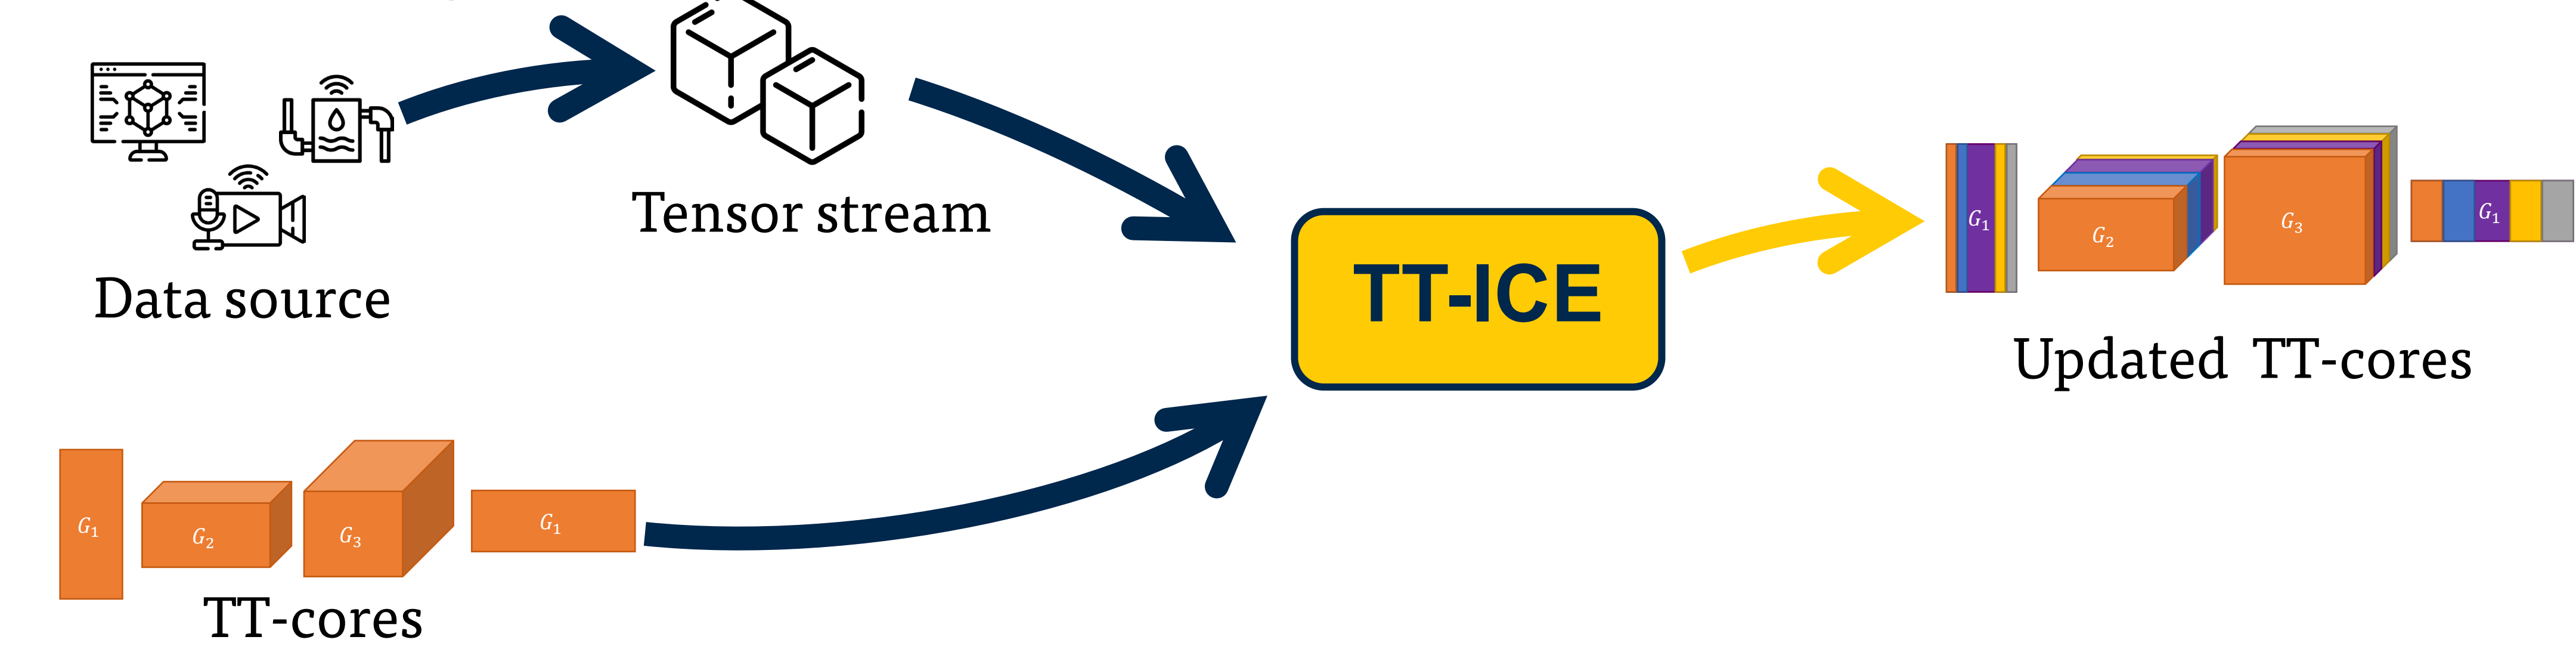 Tensor stream
Data source
TT-ICE
G1
G2
G3
G1
Updated TT-cores
G1
G2
G3
G1
TT-cores